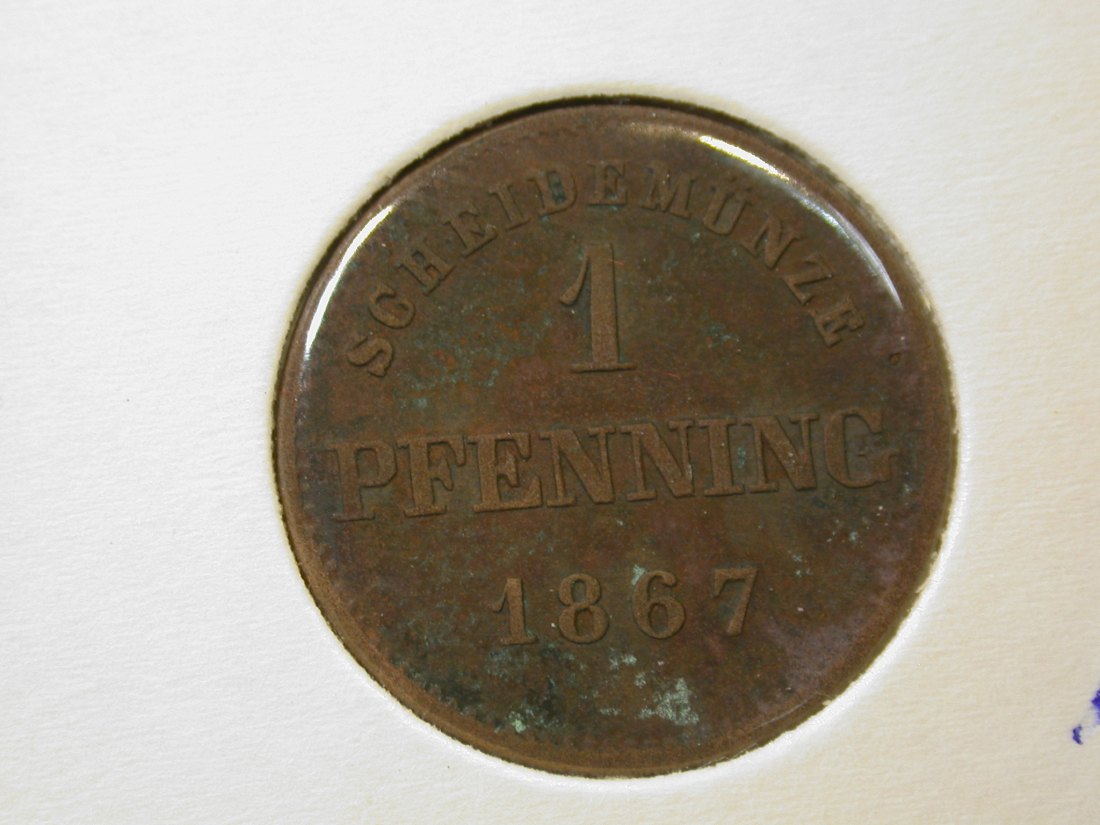 SCHEIDEMÜNZE
1
PFENNING
1867